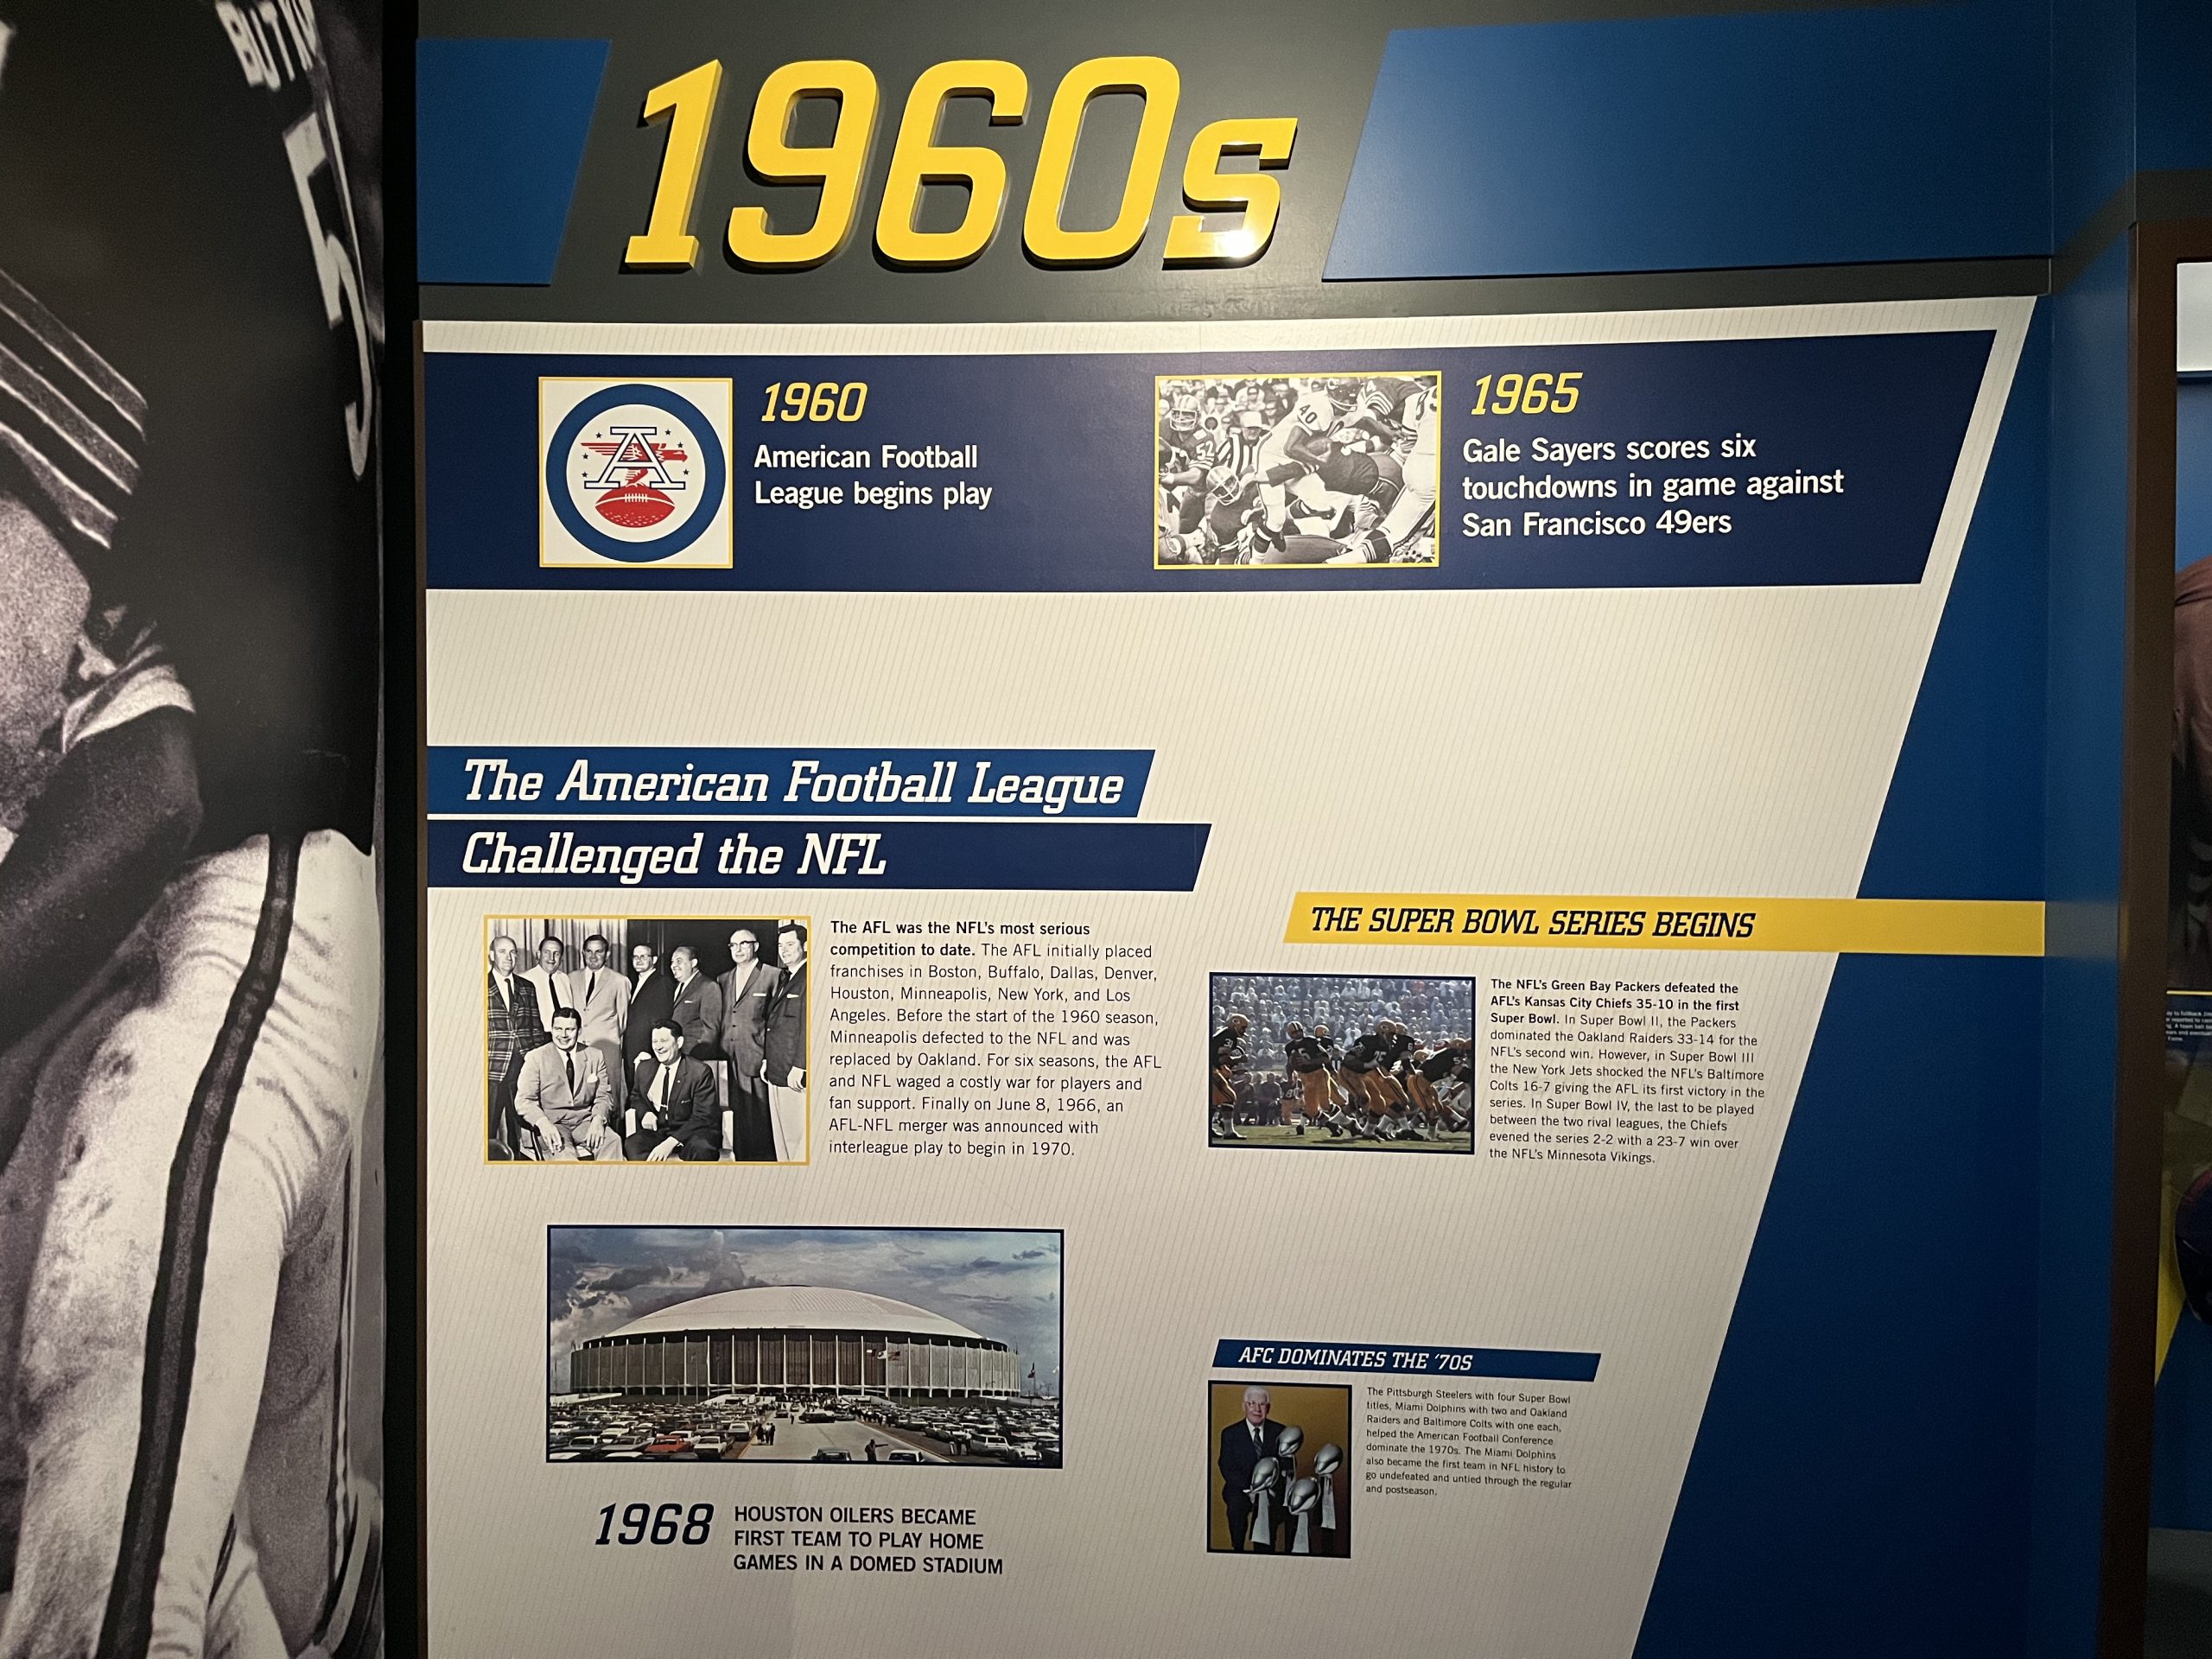 BUTK
5
1960s
A
1960
American Football
League begins play
40
52
1965
Gale Sayers scores six
touchdowns in game against
San Francisco 49ers
The American Football League
Challenged the NFL
The AFL was the NFL's most serious
competition to date. The AFL initially placed
franchises in Boston, Buffalo, Dallas, Denver,
Houston, Minneapolis, New York, and Los
Angeles. Before the start of the 1960 season,
Minneapolis defected to the NFL and was
replaced by Oakland. For six seasons, the AFL
and NFL waged a costly war for players and
fan support. Finally on June 8, 1966, an
AFL-NFL merger was announced with
interleague play to begin in 1970.
THE SUPER BOWL SERIES BEGINS
The NFL's Green Bay Packers defeated the
AFL's Kansas City Chiefs 35-10 in the first
Super Bowl. In Super Bowl II, the Packers
dominated the Oakland Raiders 33-14 for the
NFL's second win. However, in Super Bowl III
the New York Jets shocked the NFL's Baltimore
Colts 16-7 giving the AFL its first victory in the
series. In Super Bowl IV, the last to be played
between the two rival leagues, the Chiefs
evened the series 2-2 with a 23-7 win over
the NFL's Minnesota Vikings.
1968
HOUSTON OILERS BECAME
FIRST TEAM TO PLAY HOME
GAMES IN A DOMED STADIUM
AFC DOMINATES THE '70S
The Pittsburgh Steelers with four Super Bowl
titles, Miami Dolphins with two and Oakland
Raiders and Baltimore Colts with one each,
helped the American Football Conference
dominate the 1970s. The Miami Dolphins
also became the first team in NFL history to
go undefeated and untied through the regular
and postseason.